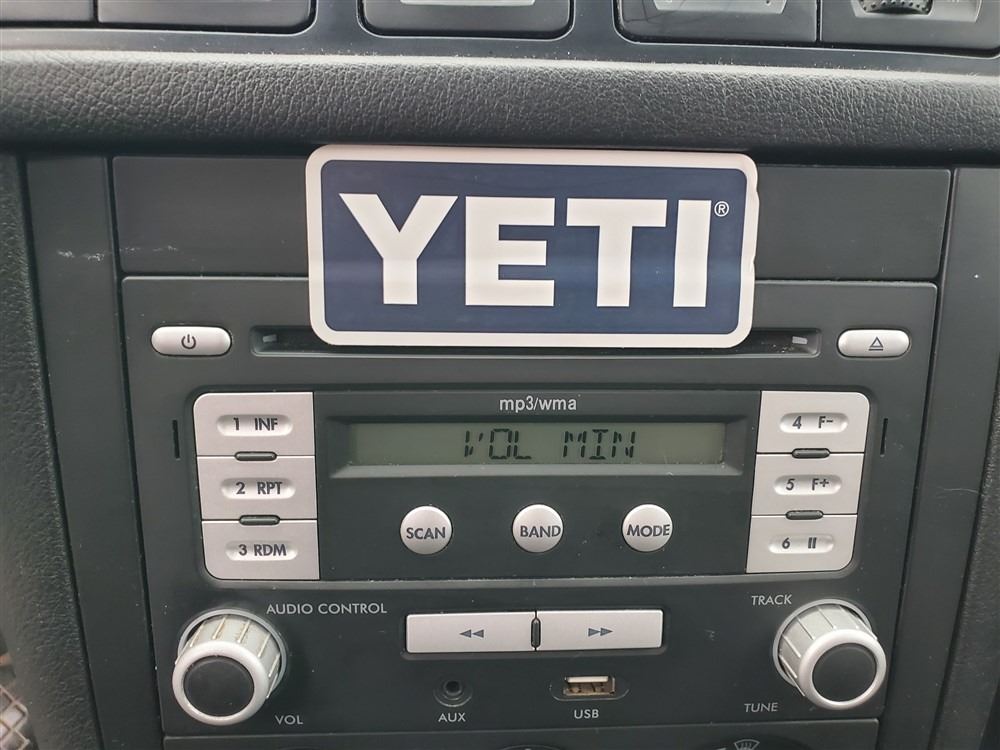 YETI®
mp3/wma
1 INF
VOL MIN
4 F-
2 RPT
5 F+
SCAN
BAND
MODE
3 RDM
6 II
AUDIO CONTROL
TRACK
VOL
AUX
USB
TUNE